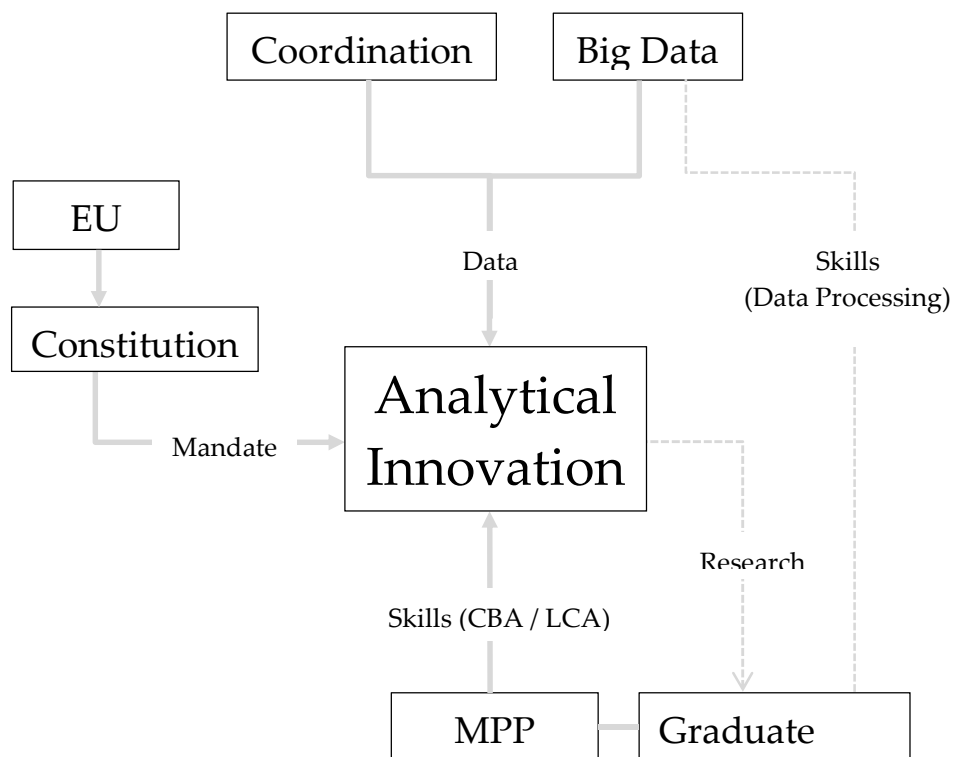 Coordination
Big Data
EU
Data
Skills
(Data Processing)
Constitution
Analytical
Innovation
Mandate
Research
Skills (CBA / LCA)
MPP
Graduate